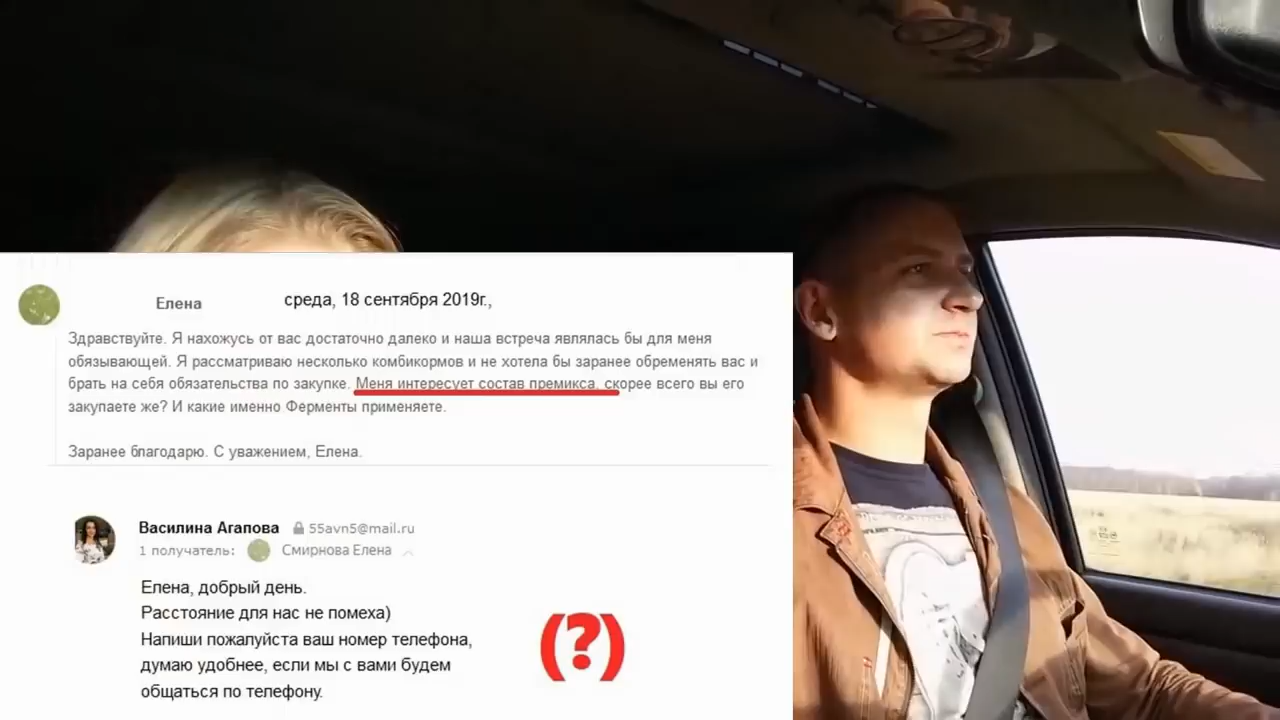 Елена
среда, 18 сентября 2019г.,
Здравствуйте. Я нахожусь от вас достаточно далеко и наша встреча являлась бы для меня
обязывающей. Я рассматриваю несколько комбикормов и не хотела бы заранее обременять вас и
брать на себя обязательства по закупке. Меня интересует состав премикса, скорее всего вы его
закупаете же? И какие именно Ферменты применяете.
Заранее благодарю. С уважением, Елена.
Василина Агапова 55avn5@mail.ru
1 получатель: Смирнова Елена
Елена, добрый день.
Расстояние для нас не помеха)
Напиши пожалуйста ваш номер телефона,
думаю удобнее, если мы с вами будем
общаться по телефону.
(?)